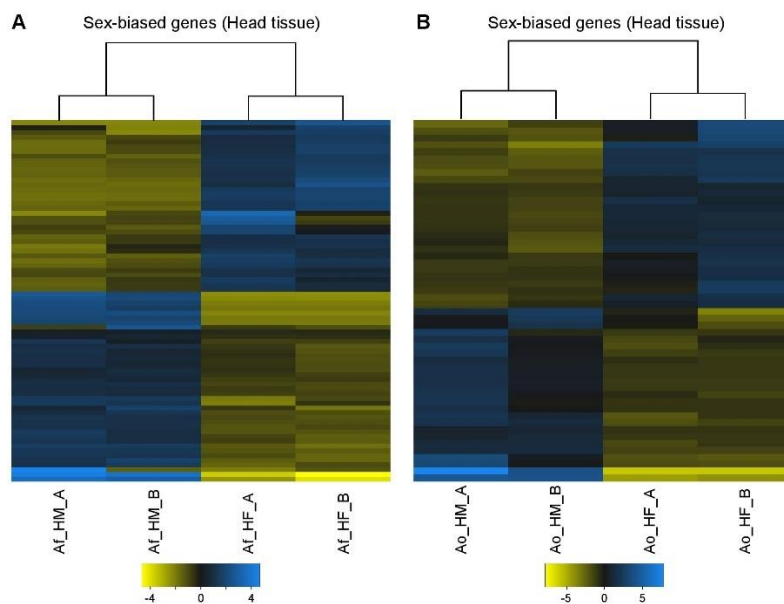 A
Sex-biased genes (Head tissue)
Af_HM_A
Af_HM_B
Af_HF_A
Af_HF_B
-4 0 4
B
Sex-biased genes (Head tissue)
Ao_HM_A
Ao_HM_B
Ao_HF_A
Ao_HF_B
-5 0 5